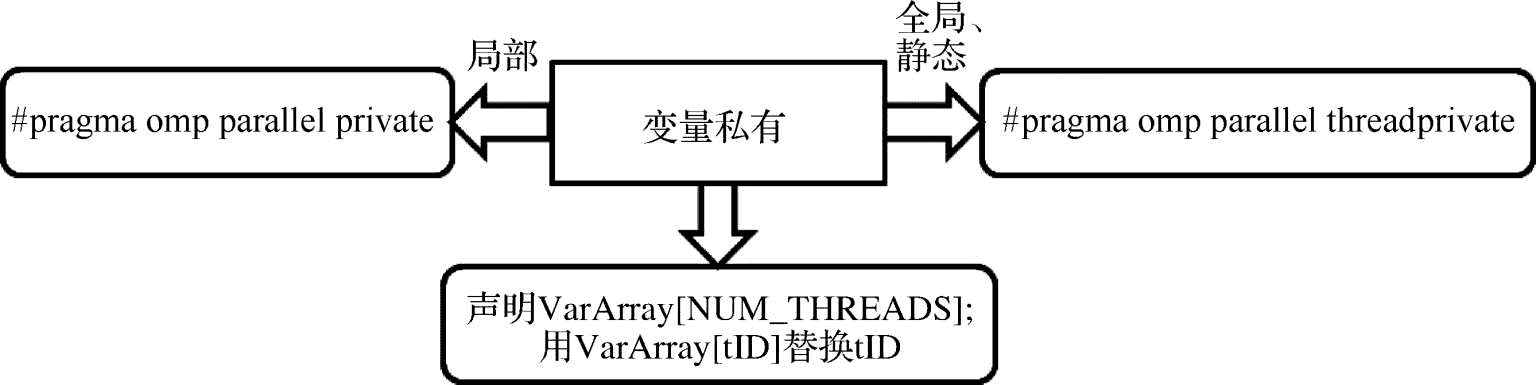 全局、
静态
局部
#pragma omp parallel private
变量私有
#pragma omp parallel threadprivate
声明VarArray[NUM_THREADS];
用VarArray[tID]替换tID